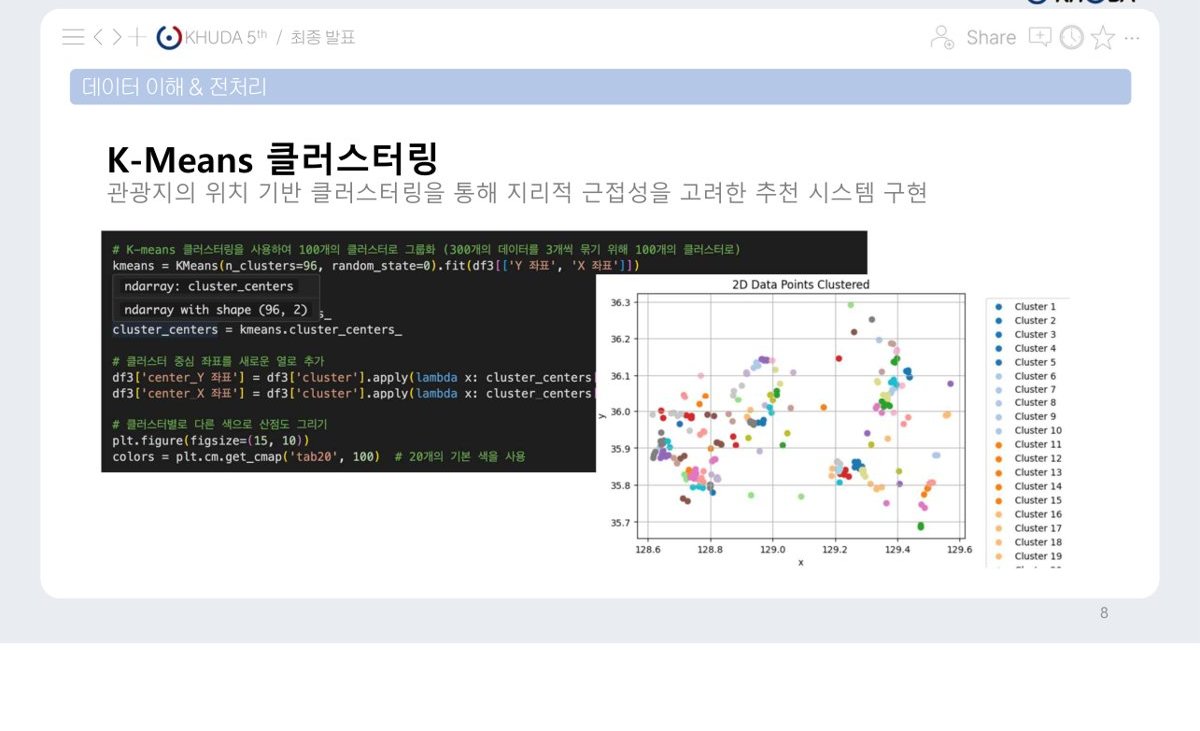 KHUDA 5th / 최종 발표
Share
데이터 이해 & 전처리
K-Means 클러스터링
관광지의 위치 기반 클러스터링을 통해 지리적 근접성을 고려한 추천 시스템 구현
# K-means 클러스터링을 사용하여 100개의 클러스터로 그룹화 (300개의 데이터를 3개씩 묶기 위해 100개의 클러스터로)
kmeans = KMeans(n_clusters=96, random_state=0).fit(df3[['Y 좌표', 'X 좌표']])
ndarray: cluster_centers
ndarray with shape (96, 2)
s_
cluster_centers = kmeans.cluster_centers_
# 클러스터 중심 좌표를 새로운 열로 추가
df3['center_Y 좌표'] = df3['cluster'].apply(lambda x: cluster_centers
df3['center_X 좌표'] = df3['cluster'].apply(lambda x: cluster_centers
# 클러스터별로 다른 색으로 산점도 그리기
plt.figure(figsize=(15, 10))
colors = plt.cm.get_cmap('tab20', 100) # 20개의 기본 색을 사용
2D Data Points Clustered
36.3
36.2
36.1
36.0
35.9
35.8
35.7
y
128.6 128.8 129.0 129.2 129.4 129.6
x
Cluster 1
Cluster 2
Cluster 3
Cluster 4
Cluster 5
Cluster 6
Cluster 7
Cluster 8
Cluster 9
Cluster 10
Cluster 11
Cluster 12
Cluster 13
Cluster 14
Cluster 15
Cluster 16
Cluster 17
Cluster 18
Cluster 19
8